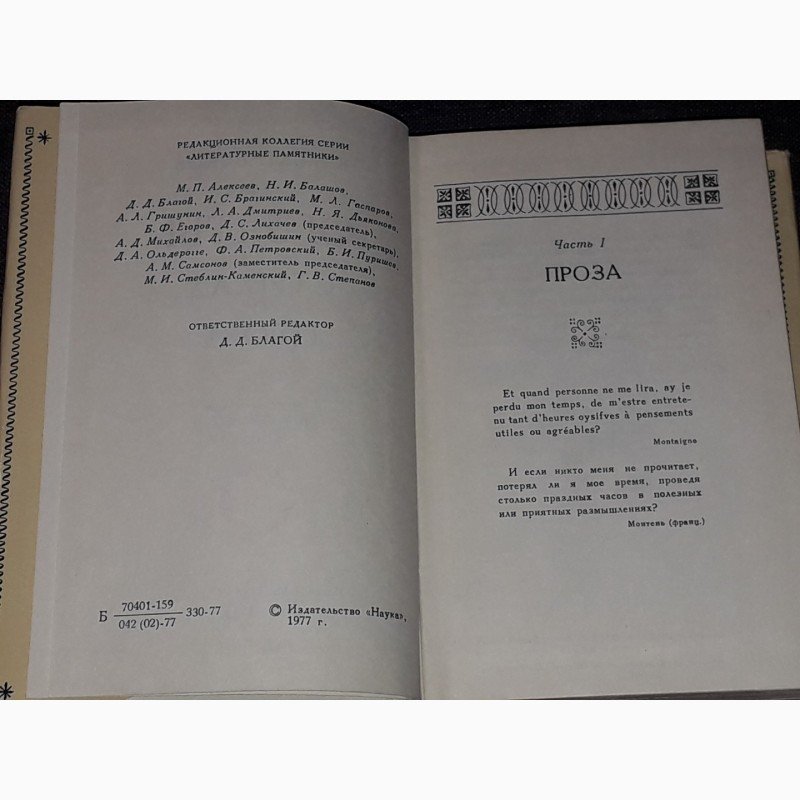 РЕДАКЦИОННАЯ КОЛЛЕГИЯ СЕРИИ
«ЛИТЕРАТУРНЫЕ ПАМЯТНИКИ»
М. П. Алексеев, Н. И. Балашов,
Д. Д. Благой, И. С. Брагинский, М. Л. Гаспаров,
А. Л. Гришунин, Л. А. Дмитриев, Н. Я. Дьяконова,
Б. Ф. Егоров, Д. С. Лихачев (председатель),
А. Д. Михайлов, Д. В. Ознобишин (ученый секретарь),
Д. А. Ольдерогге, Ф. А. Петровский, Б. И. Пуришев,
А. М. Самсонов (заместитель председателя),
М. И. Стеблин-Каменский, Г. В. Степанов
ОТВЕТСТВЕННЫЙ РЕДАКТОР
Д. Д. БЛАГОЙ
Б 70401-159
042 (02)-77 330-77
© Издательство «Наука»,
1977 г.
Часть I
ПРОЗА
Et quand personne ne me lira, ay je
perdu mon temps, de m'estre entrete-
nu tant d'heures oysifves à pensements
utiles ou agréables?
Montaigne
И если никто меня не прочитает,
потерял ли я мое время, проведя
столько праздных часов в полезных
или приятных размышлениях?
Монтень (франц.)